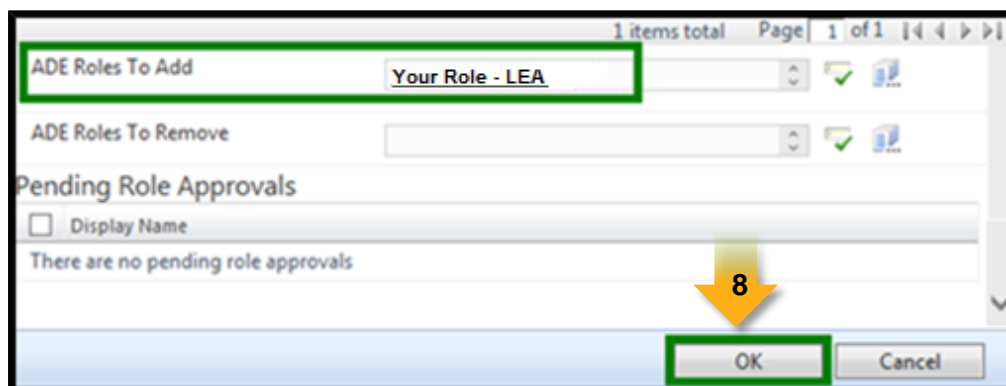 1 items total Page 1 of 1
ADE Roles To Add Your Role - LEA
ADE Roles To Remove
Pending Role Approvals
Display Name
There are no pending role approvals
8
OK Cancel